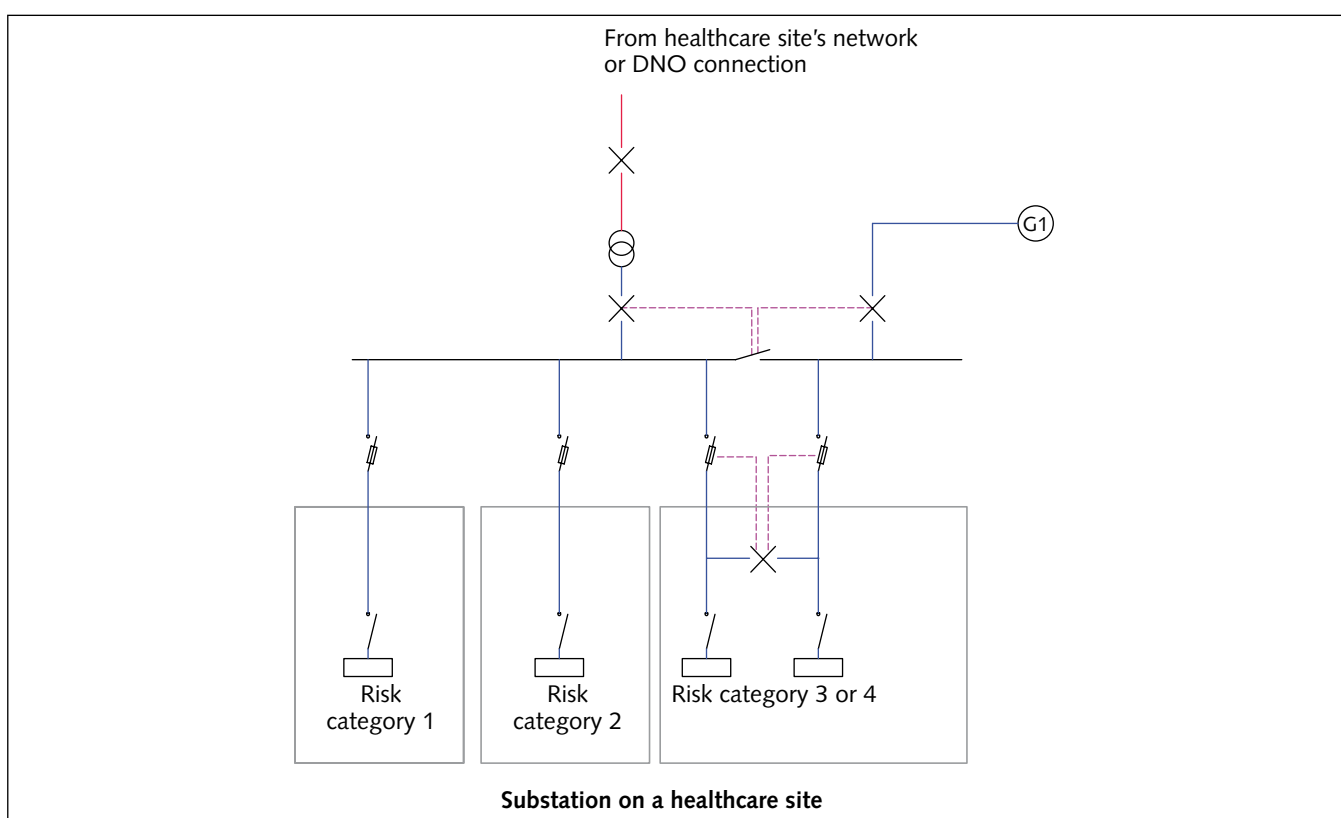 From healthcare site's network
or DNO connection
G1
Risk
category 1
Risk
category 2
Risk category 3 or 4
Substation on a healthcare site